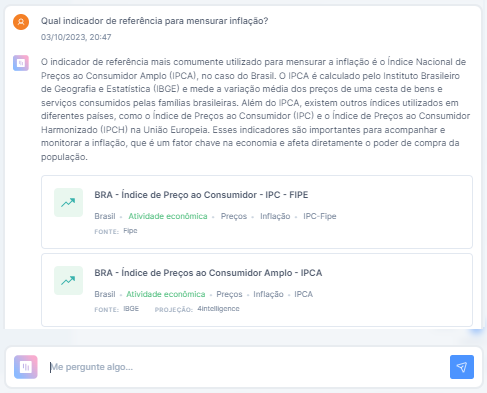 Qual indicador de referência para mensurar inflação?
03/10/2023, 20:47
O indicador de referência mais comumente utilizado para mensurar a inflação é o Índice Nacional de
Preços ao Consumidor Amplo (IPCA), no caso do Brasil. O IPCA é calculado pelo Instituto Brasileiro
de Geografia e Estatística (IBGE) e mede a variação média dos preços de uma cesta de bens e
serviços consumidos pelas famílias brasileiras. Além do IPCA, existem outros índices utilizados em
diferentes países, como o Índice de Preços ao Consumidor (IPC) e o Índice de Preços ao Consumidor
Harmonizado (IPCH) na União Europeia. Esses indicadores são importantes para acompanhar e
monitorar a inflação, que é um fator chave na economia e afeta diretamente o poder de compra da
população.
BRA - Índice de Preço ao Consumidor - IPC - FIPE
Brasil - Atividade econômica - Preços - Inflação - IPC-Fipe
FONTE: Fipe
BRA - Índice de Preços ao Consumidor Amplo - IPCA
Brasil - Atividade econômica - Preços - Inflação - IPCA
FONTE: IBGE PROJEÇÃO: 4intelligence
Me pergunte algo...